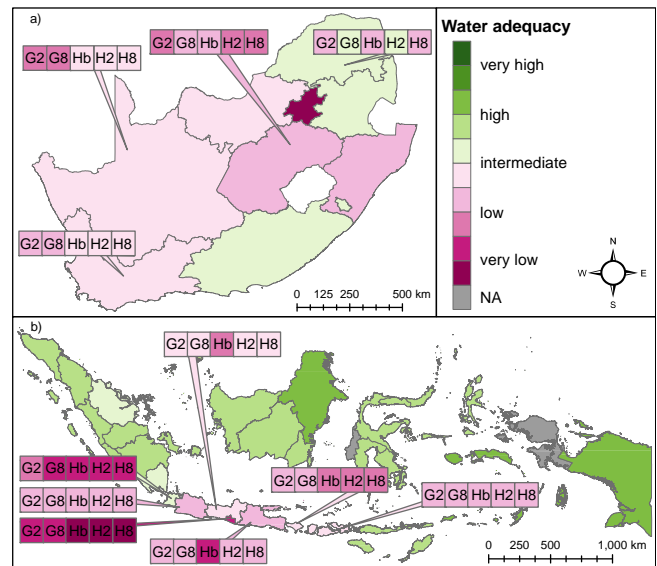 a)
G2 G8 Hb H2 H8
G2 G8 Hb H2 H8
G2 G8 Hb H2 H8
G2 G8 Hb H2 H8
0 125 250 500 km
Water adequacy
very high
high
intermediate
low
very low
NA
N
W E
S
b)
G2 G8 Hb H2 H8
G2 G8 Hb H2 H8
G2 G8 Hb H2 H8
G2 G8 Hb H2 H8
G2 G8 Hb H2 H8
G2 G8 Hb H2 H8
G2 G8 Hb H2 H8
0 250 500 1,000 km